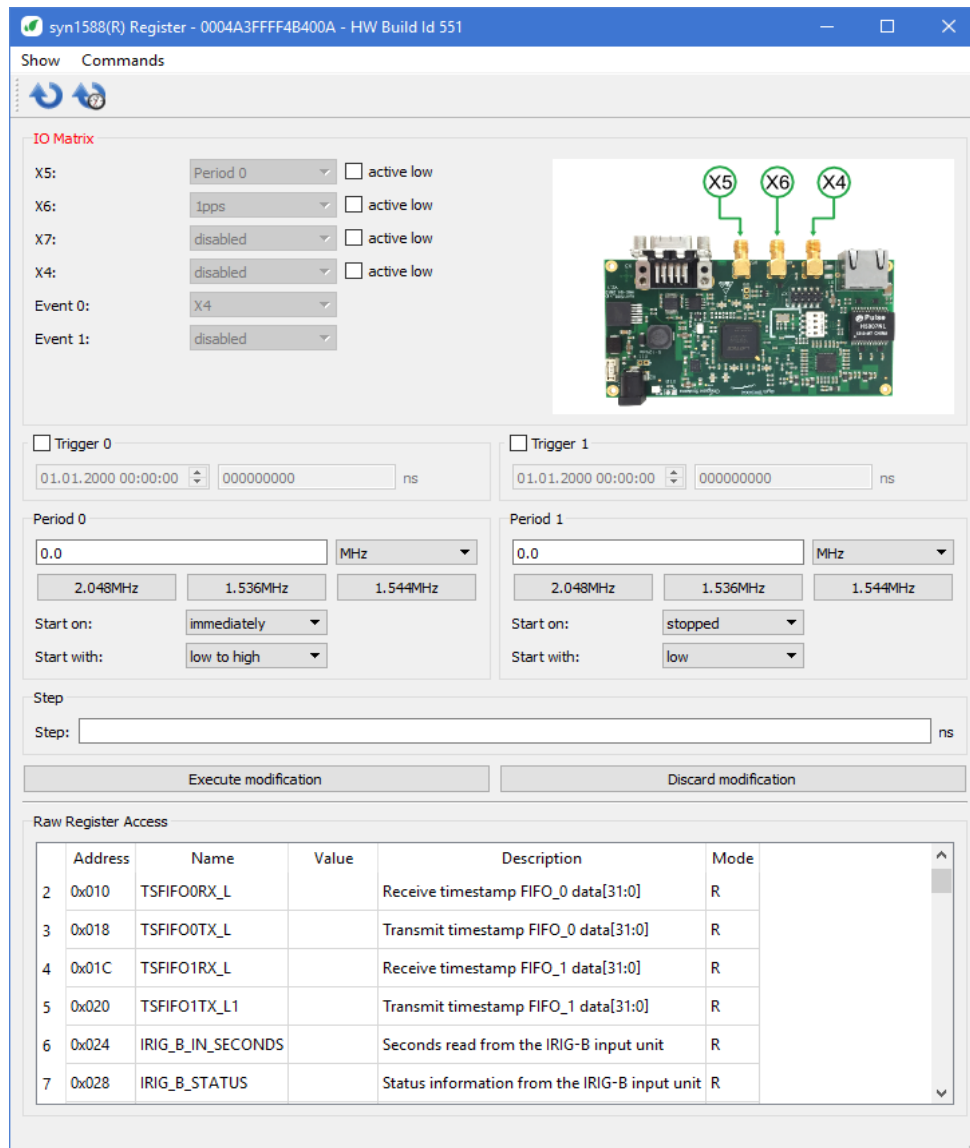 syn1588(R) Register - 0004A3FFFF4B400A - HW Build Id 551
Show Commands
IO Matrix
X5: Period 0 active low
X6: 1pps active low
X7: disabled active low
X4: disabled active low
Event 0: X4
Event 1: disabled
X5 X6 X4
Pulse
Trigger 0
01.01.2000 00:00:00 000000000 ns
Trigger 1
01.01.2000 00:00:00 000000000 ns
Period 0
0.0 MHz
2.048MHz 1.536MHz 1.544MHz
Start on: immediately
Start with: low to high
Period 1
0.0 MHz
2.048MHz 1.536MHz 1.544MHz
Start on: stopped
Start with: low
Step
Step: ns
Execute modification Discard modification
Raw Register Access
Address Name Value Description Mode
2 0x010 TSFIFO0RX_L Receive timestamp FIFO_0 data[31:0] R
3 0x018 TSFIFO0TX_L Transmit timestamp FIFO_0 data[31:0] R
4 0x01C TSFIFO1RX_L Receive timestamp FIFO_1 data[31:0] R
5 0x020 TSFIFO1TX_L1 Transmit timestamp FIFO_1 data[31:0] R
6 0x024 IRIG_B_IN_SECONDS Seconds read from the IRIG-B input unit R
7 0x028 IRIG_B_STATUS Status information from the IRIG-B input unit R